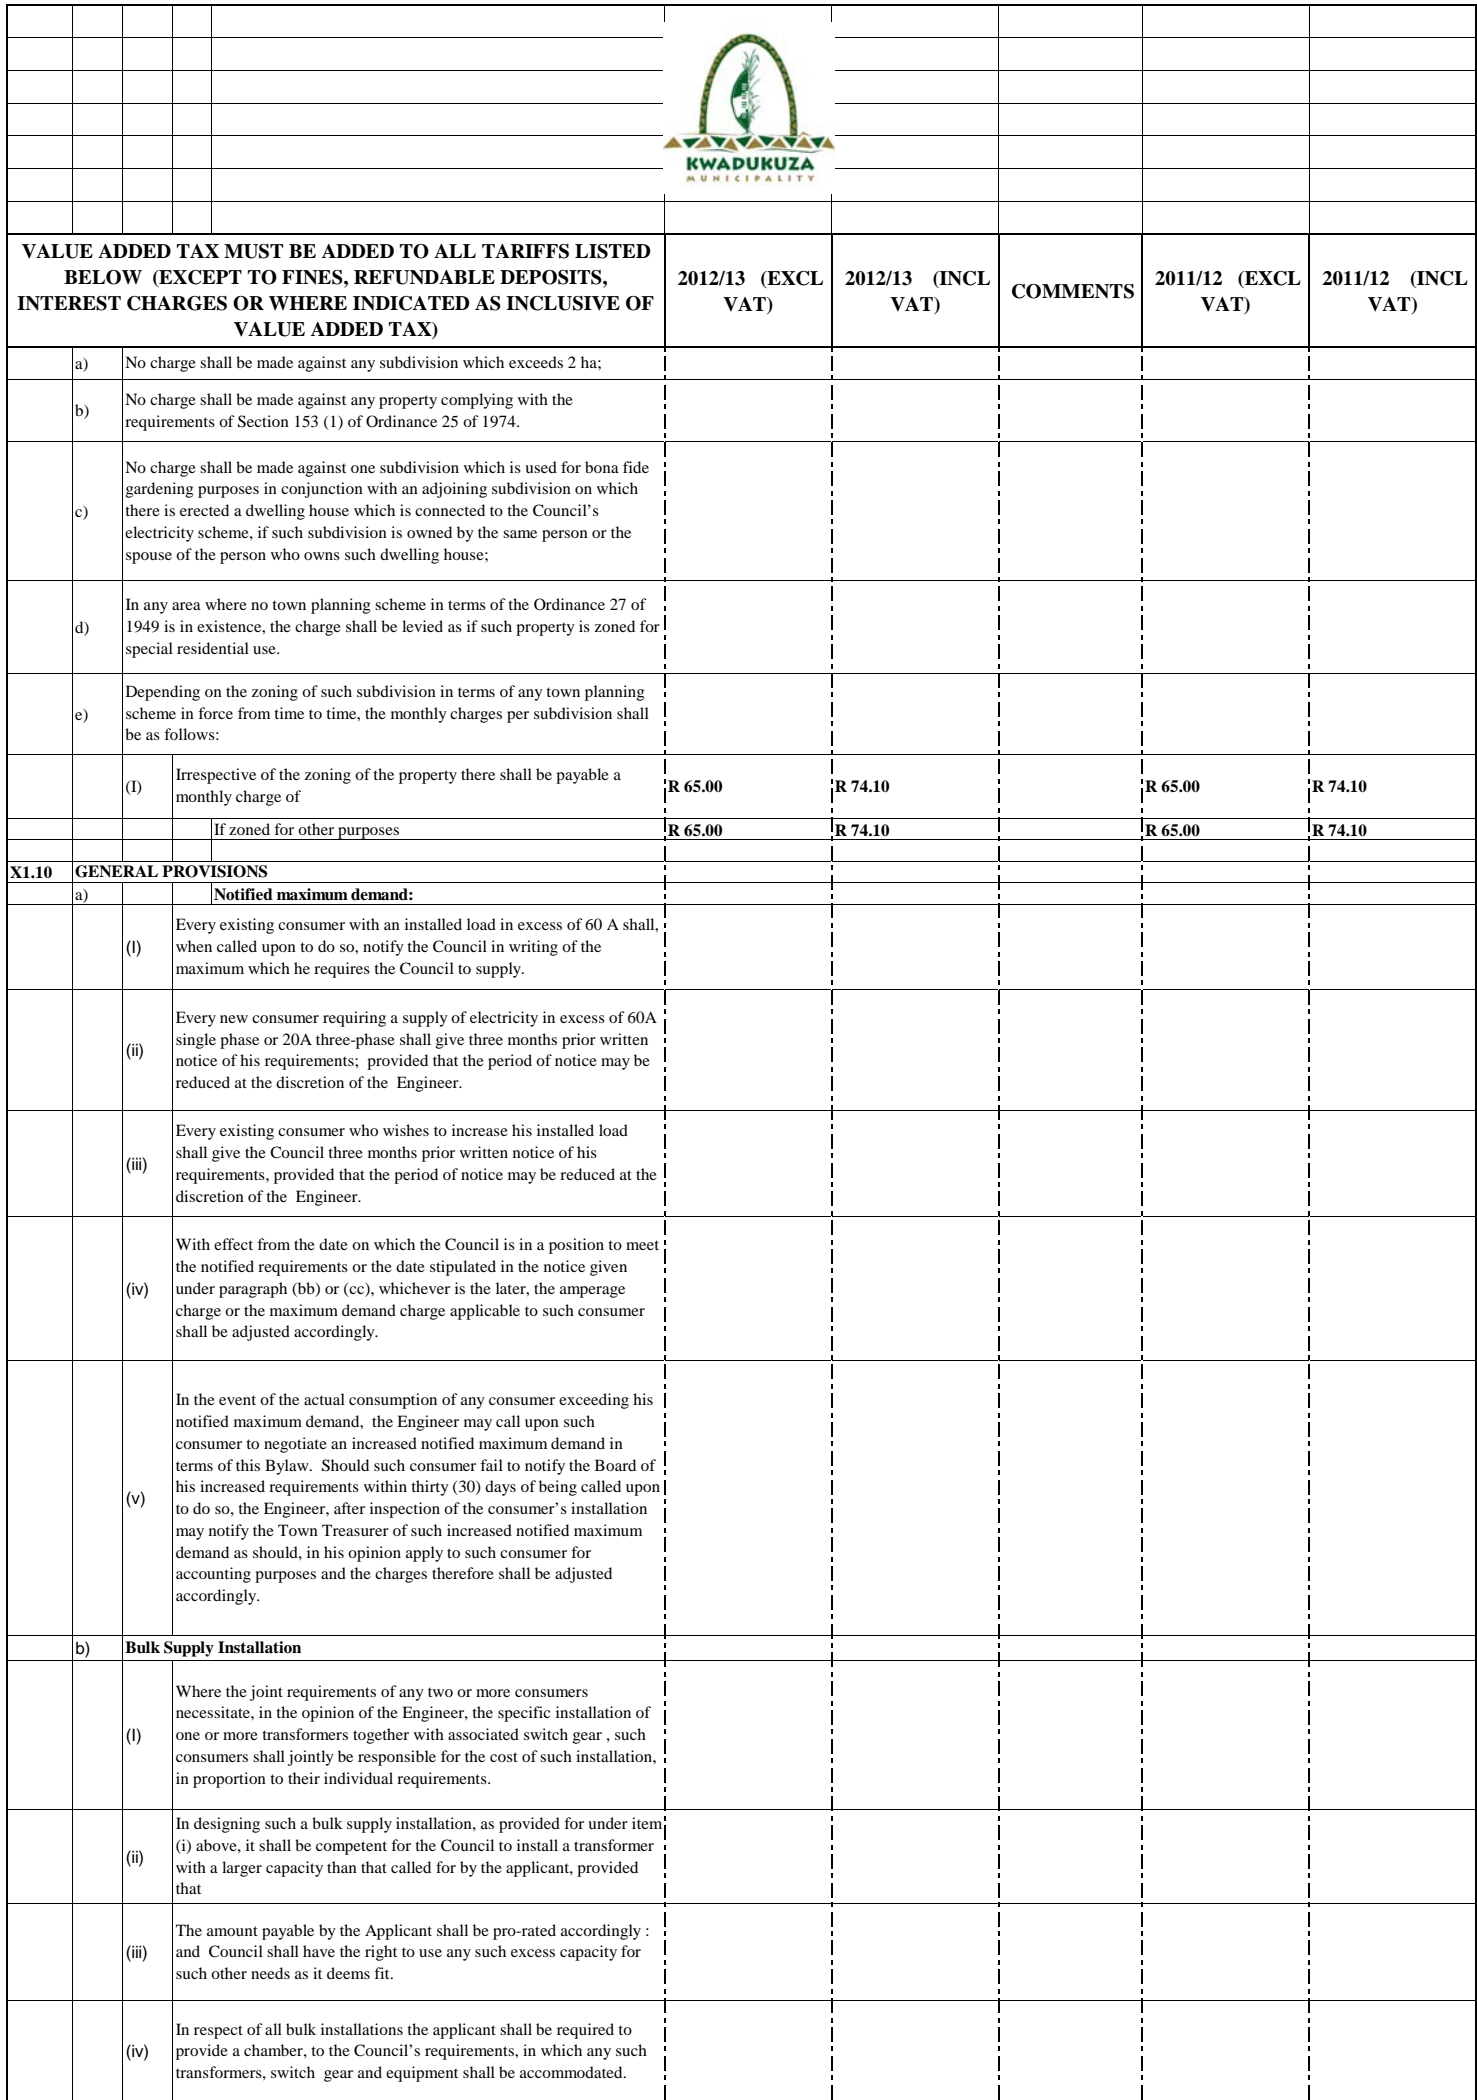 KWADUKUZA
MUNICIPALITY
VALUE ADDED TAX MUST BE ADDED TO ALL TARIFFS LISTED
BELOW (EXCEPT TO FINES, REFUNDABLE DEPOSITS,
INTEREST CHARGES OR WHERE INDICATED AS INCLUSIVE OF
VALUE ADDED TAX)
2012/13 (EXCL
VAT)
2012/13 (INCL
VAT)
COMMENTS
2011/12 (EXCL
VAT)
2011/12 (INCL
VAT)
a) No charge shall be made against any subdivision which exceeds 2 ha;
b) No charge shall be made against any property complying with the
requirements of Section 153 (1) of Ordinance 25 of 1974.
c) No charge shall be made against one subdivision which is used for bona fide
gardening purposes in conjunction with an adjoining subdivision on which
there is erected a dwelling house which is connected to the Council's
electricity scheme, if such subdivision is owned by the same person or the
spouse of the person who owns such dwelling house;
d) In any area where no town planning scheme in terms of the Ordinance 27 of
1949 is in existence, the charge shall be levied as if such property is zoned for
special residential use.
e) Depending on the zoning of such subdivision in terms of any town planning
scheme in force from time to time, the monthly charges per subdivision shall
be as follows:
(I) Irrespective of the zoning of the property there shall be payable a
monthly charge of
R 65.00 R 74.10 R 65.00 R 74.10
If zoned for other purposes R 65.00 R 74.10 R 65.00 R 74.10
X1.10 GENERAL PROVISIONS
a) Notified maximum demand:
(I) Every existing consumer with an installed load in excess of 60 A shall,
when called upon to do so, notify the Council in writing of the
maximum which he requires the Council to supply.
(ii) Every new consumer requiring a supply of electricity in excess of 60A
single phase or 20A three-phase shall give three months prior written
notice of his requirements; provided that the period of notice may be
reduced at the discretion of the Engineer.
(iii) Every existing consumer who wishes to increase his installed load
shall give the Council three months prior written notice of his
requirements, provided that the period of notice may be reduced at the
discretion of the Engineer.
(iv) With effect from the date on which the Council is in a position to meet
the notified requirements or the date stipulated in the notice given
under paragraph (bb) or (cc), whichever is the later, the amperage
charge or the maximum demand charge applicable to such consumer
shall be adjusted accordingly.
(v) In the event of the actual consumption of any consumer exceeding his
notified maximum demand, the Engineer may call upon such
consumer to negotiate an increased notified maximum demand in
terms of this Bylaw. Should such consumer fail to notify the Board of
his increased requirements within thirty (30) days of being called upon
to do so, the Engineer, after inspection of the consumer's installation
may notify the Town Treasurer of such increased notified maximum
demand as should, in his opinion apply to such consumer for
accounting purposes and the charges therefore shall be adjusted
accordingly.
b) Bulk Supply Installation
(I) Where the joint requirements of any two or more consumers
necessitate, in the opinion of the Engineer, the specific installation of
one or more transformers together with associated switch gear , such
consumers shall jointly be responsible for the cost of such installation,
in proportion to their individual requirements.
(ii) In designing such a bulk supply installation, as provided for under item
(i) above, it shall be competent for the Council to install a transformer
with a larger capacity than that called for by the applicant, provided
that
(iii) The amount payable by the Applicant shall be pro-rated accordingly :
and Council shall have the right to use any such excess capacity for
such other needs as it deems fit.
(iv) In respect of all bulk installations the applicant shall be required to
provide a chamber, to the Council's requirements, in which any such
transformers, switch gear and equipment shall be accommodated.